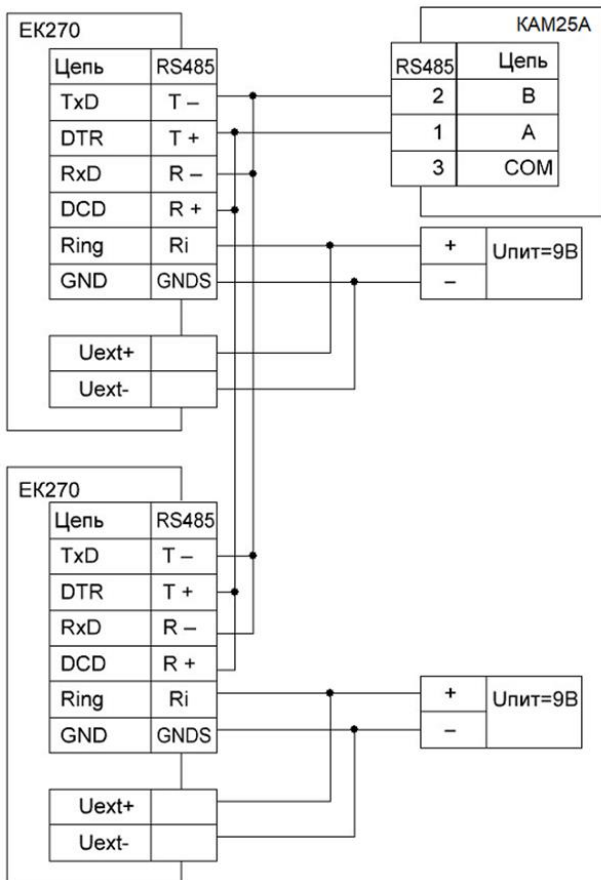 ЕК270
КАМ25А
Цепь RS485
RS485 Цепь
TxD T –
2 B
DTR T +
1 A
RxD R –
3 COM
DCD R +
Ring Ri
+ Uпит=9В
GND GNDS
–
Uext+
Uext-
ЕК270
Цепь RS485
TxD T –
DTR T +
RxD R –
DCD R +
Ring Ri
+ Uпит=9В
GND GNDS
–
Uext+
Uext-